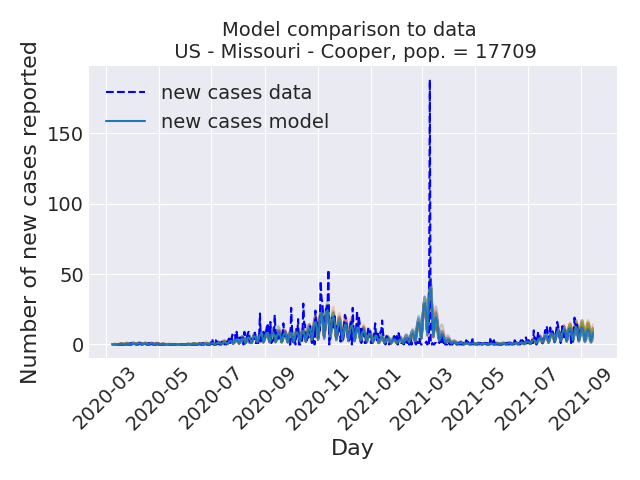 Model comparison to data
US - Missouri - Cooper, pop. = 17709
Number of new cases reported
new cases data
new cases model
150
100
50
0
2020-03
2020-05
2020-07
2020-09
2020-11
2021-01
2021-03
2021-05
2021-07
2021-09
Day